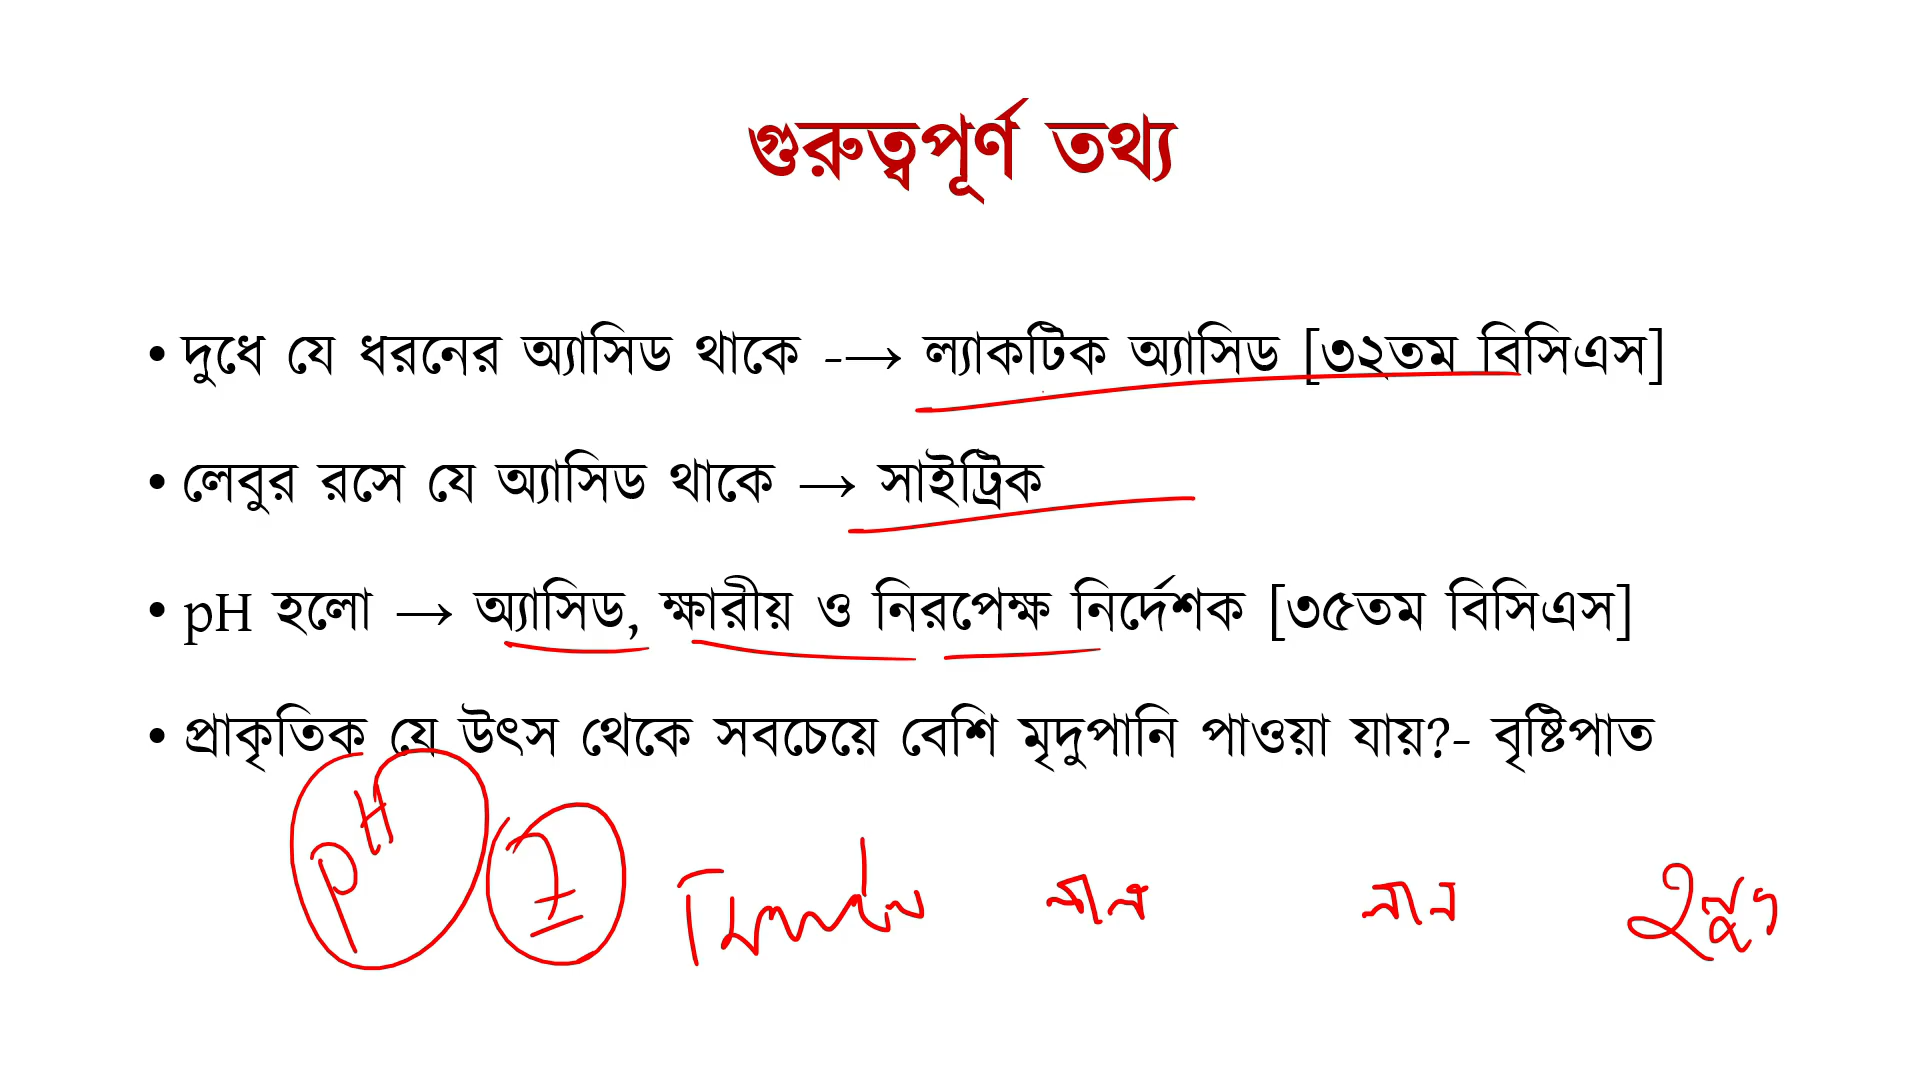 গুরুত্বপূর্ণ তথ্য
• দুধে যে ধরনের অ্যাসিড থাকে -→ ল্যাকটিক অ্যাসিড [৩২তম বিসিএস]
• লেবুর রসে যে অ্যাসিড থাকে → সাইট্রিক
• pH হলো → অ্যাসিড, ক্ষারীয় ও নিরপেক্ষ নির্দেশক [৩৫তম বিসিএস]
• প্রাকৃতিক যে উৎস থেকে সবচেয়ে বেশি মৃদুপানি পাওয়া যায়?- বৃষ্টিপাত
pH